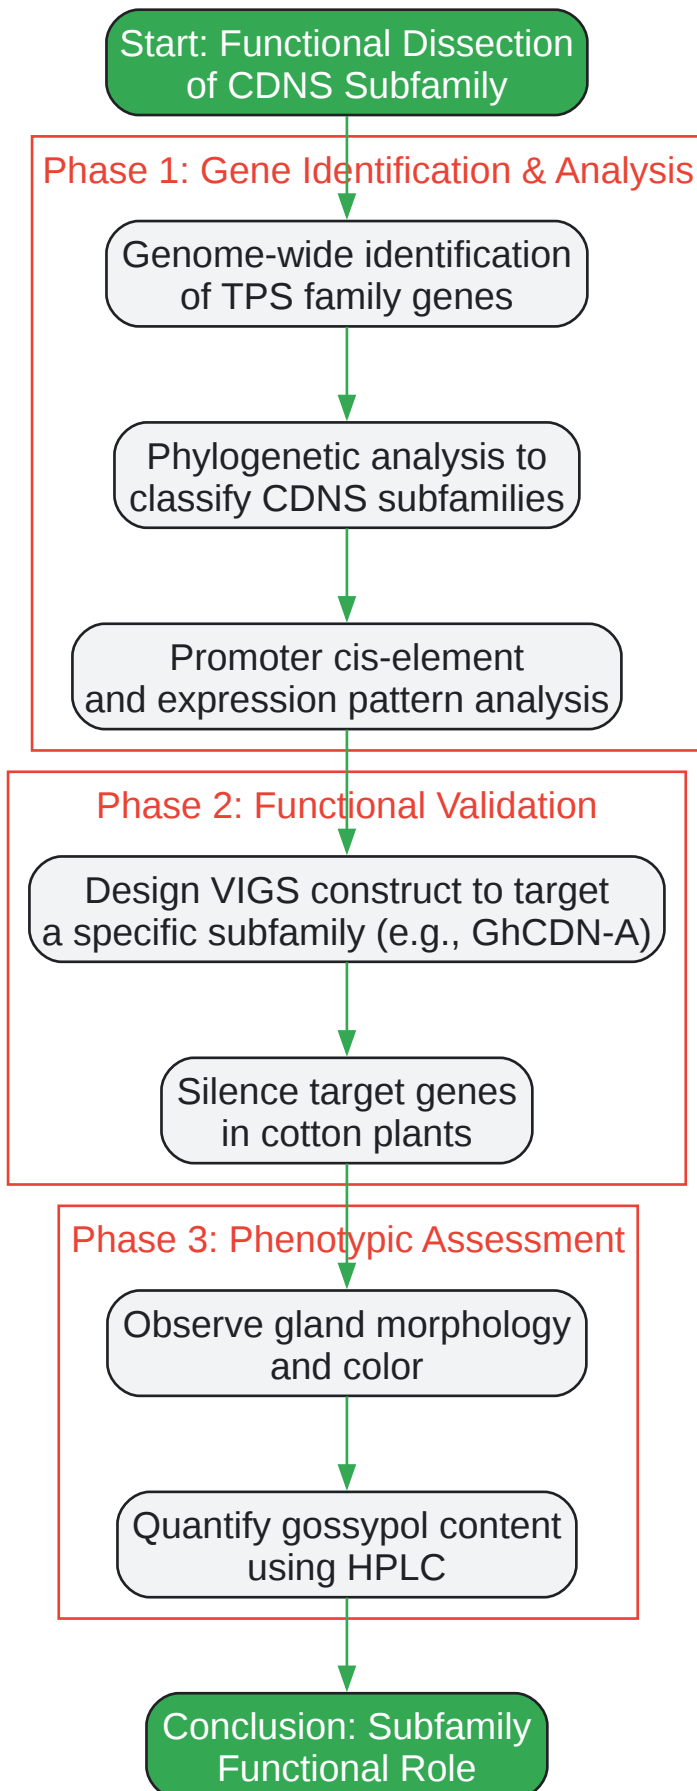 Start: Functional Dissection
of CDNS Subfamily
Phase 1: Gene Identification & Analysis
Genome-wide identification
of TPS family genes
Phylogenetic analysis to
classify CDNS subfamilies
Promoter cis-element
and expression pattern analysis
Phase 2: Functional Validation
Design VIGS construct to target
a specific subfamily (e.g., GhCDN-A)
Silence target genes
in cotton plants
Phase 3: Phenotypic Assessment
Observe gland morphology
and color
Quantify gossypol content
using HPLC
Conclusion: Subfamily
Functional Role